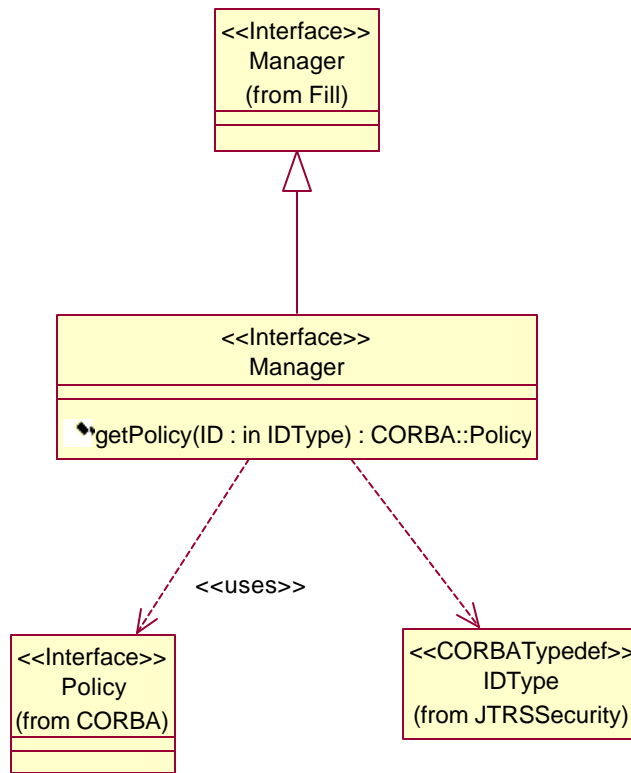 <<Interface>>
Manager
(from Fill)
<<Interface>>
Manager
getPolicy(ID : in IDType) : CORBA::Policy
<<uses>>
<<Interface>>
Policy
(from CORBA)
<<CORBATypedef>>
IDType
(from JTRSSecurity)